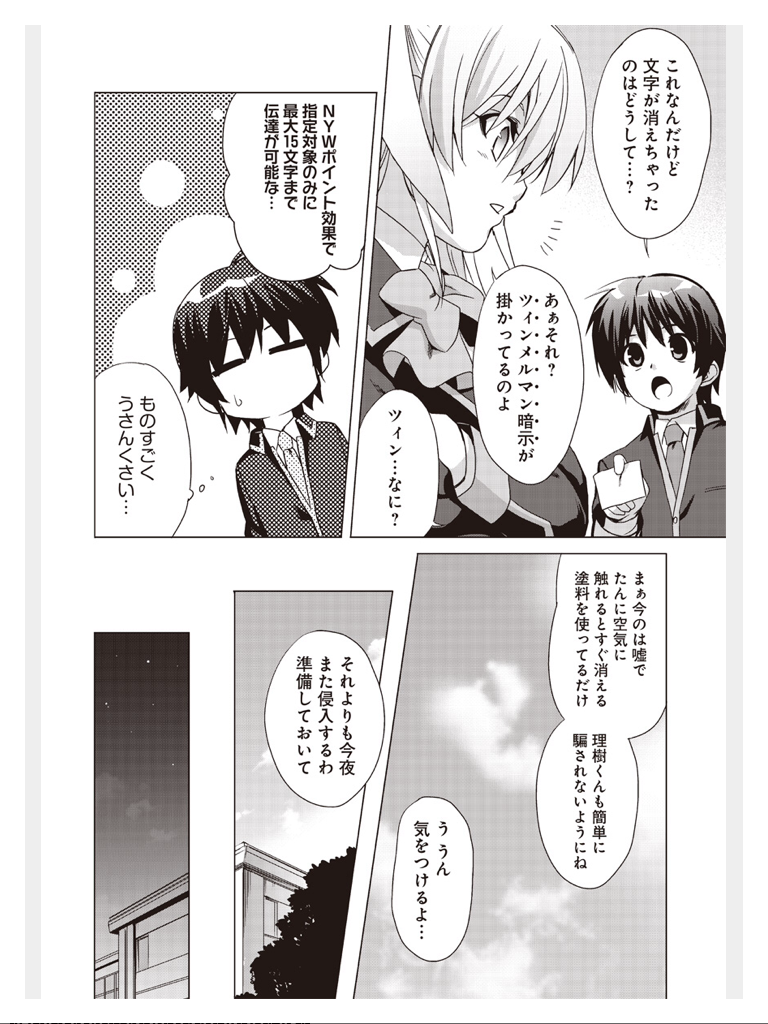 これなんだけど
文字が消えちゃった
のはどうして…?
あぁそれ?
ツィンメルマン暗示が
掛かってるのよ
ツィン…なに?
NYWポイント効果で
指定対象のみに
最大15文字まで
伝達が可能な…
ものすごく
うさんくさい…
まぁ今のは嘘で
たんに空気に
触れるとすぐ消える
塗料を使ってるだけ
理樹くんも簡単に
騙されないようにね
う うん
気をつけるよ…
それよりも今夜
また侵入するわ
準備しておいて